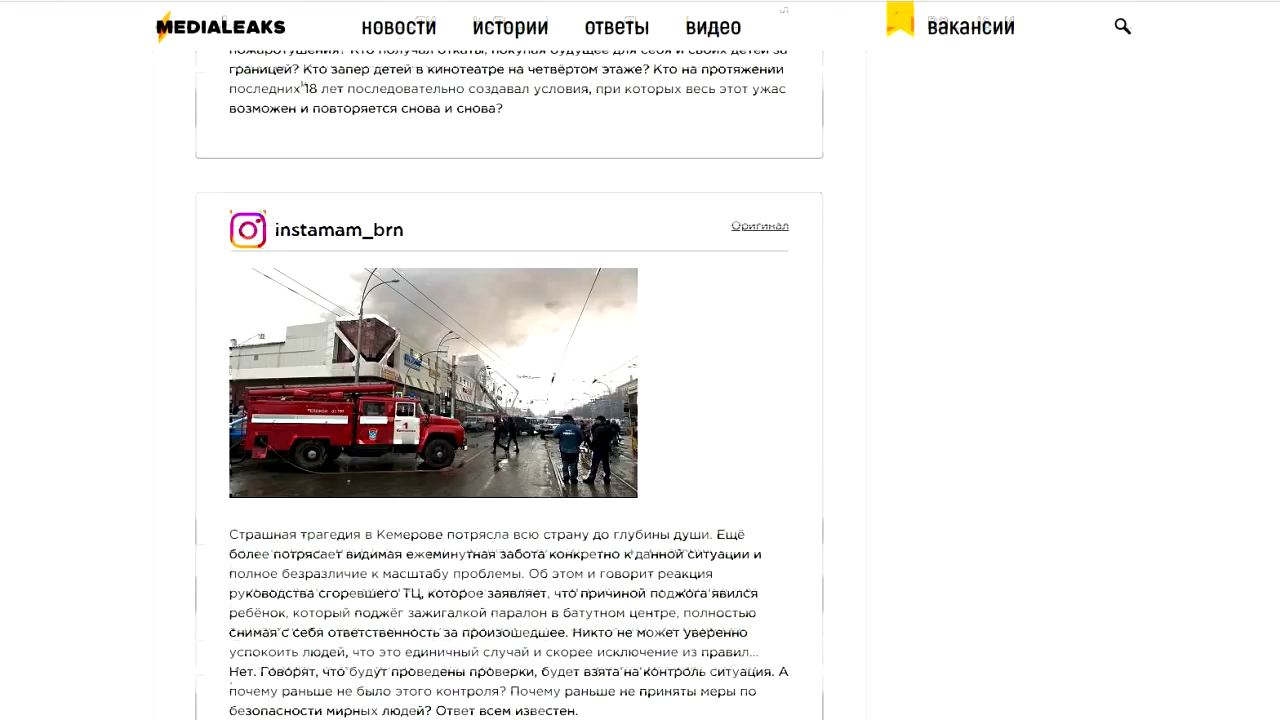 MEDIALEAKS новости истории ответы видео вакансии
пожаротушения? Кто получал откаты, покупая будущее для себя и своих детей за
границей? Кто запер детей в кинотеатре на четвёртом этаже? Кто на протяжении
последних 18 лет последовательно создавал условия, при которых весь этот ужас
возможен и повторяется снова и снова?
instamam_brn Оригинал
1
Страшная трагедия в Кемерове потрясла всю страну до глубины души. Ещё
более потрясает видимая ежеминутная забота конкретно к данной ситуации и
полное безразличие к масштабу проблемы. Об этом и говорит реакция
руководства сгоревшего ТЦ, которое заявляет, что причиной поджога явился
ребёнок, который поджёг зажигалкой паралон в батутном центре, полностью
снимая с себя ответственность за произошедшее. Никто не может уверенно
успокоить людей, что это единичный случай и скорее исключение из правил...
Нет. Говорят, что будут проведены проверки, будет взята на контроль ситуация. А
почему раньше не было этого контроля? Почему раньше не приняты меры по
безопасности мирных людей? Ответ всем известен.